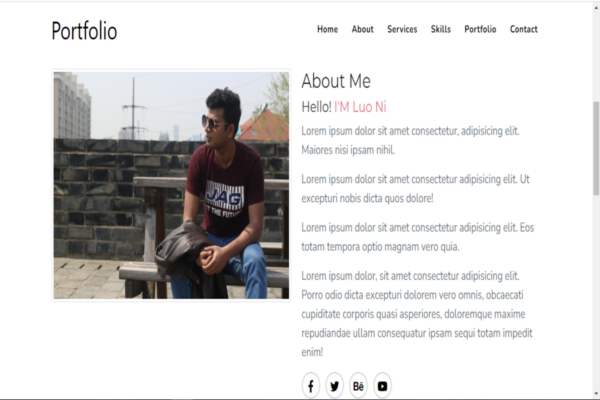 Portfolio
Home About Services Skills Portfolio Contact
About Me
Hello! I'M Luo Ni
Lorem ipsum dolor sit amet consectetur, adipisicing elit.
Maiores nisi ipsam nihil.
Lorem ipsum dolor sit amet consectetur adipisicing elit. Ut
excepturi nobis dicta quos dolore!
Lorem ipsum dolor sit amet consectetur adipisicing elit. Eos
totam tempora optio magnam vero quia.
Lorem ipsum dolor, sit amet consectetur adipisicing elit.
Porro odio dicta excepturi dolorem vero omnis, obcaecati
cupiditate corporis quasi asperiores, doloremque maxime
repudiandae ullam consequatur ipsam sequi totam impedit
enim!
JAG
THE FUTURE